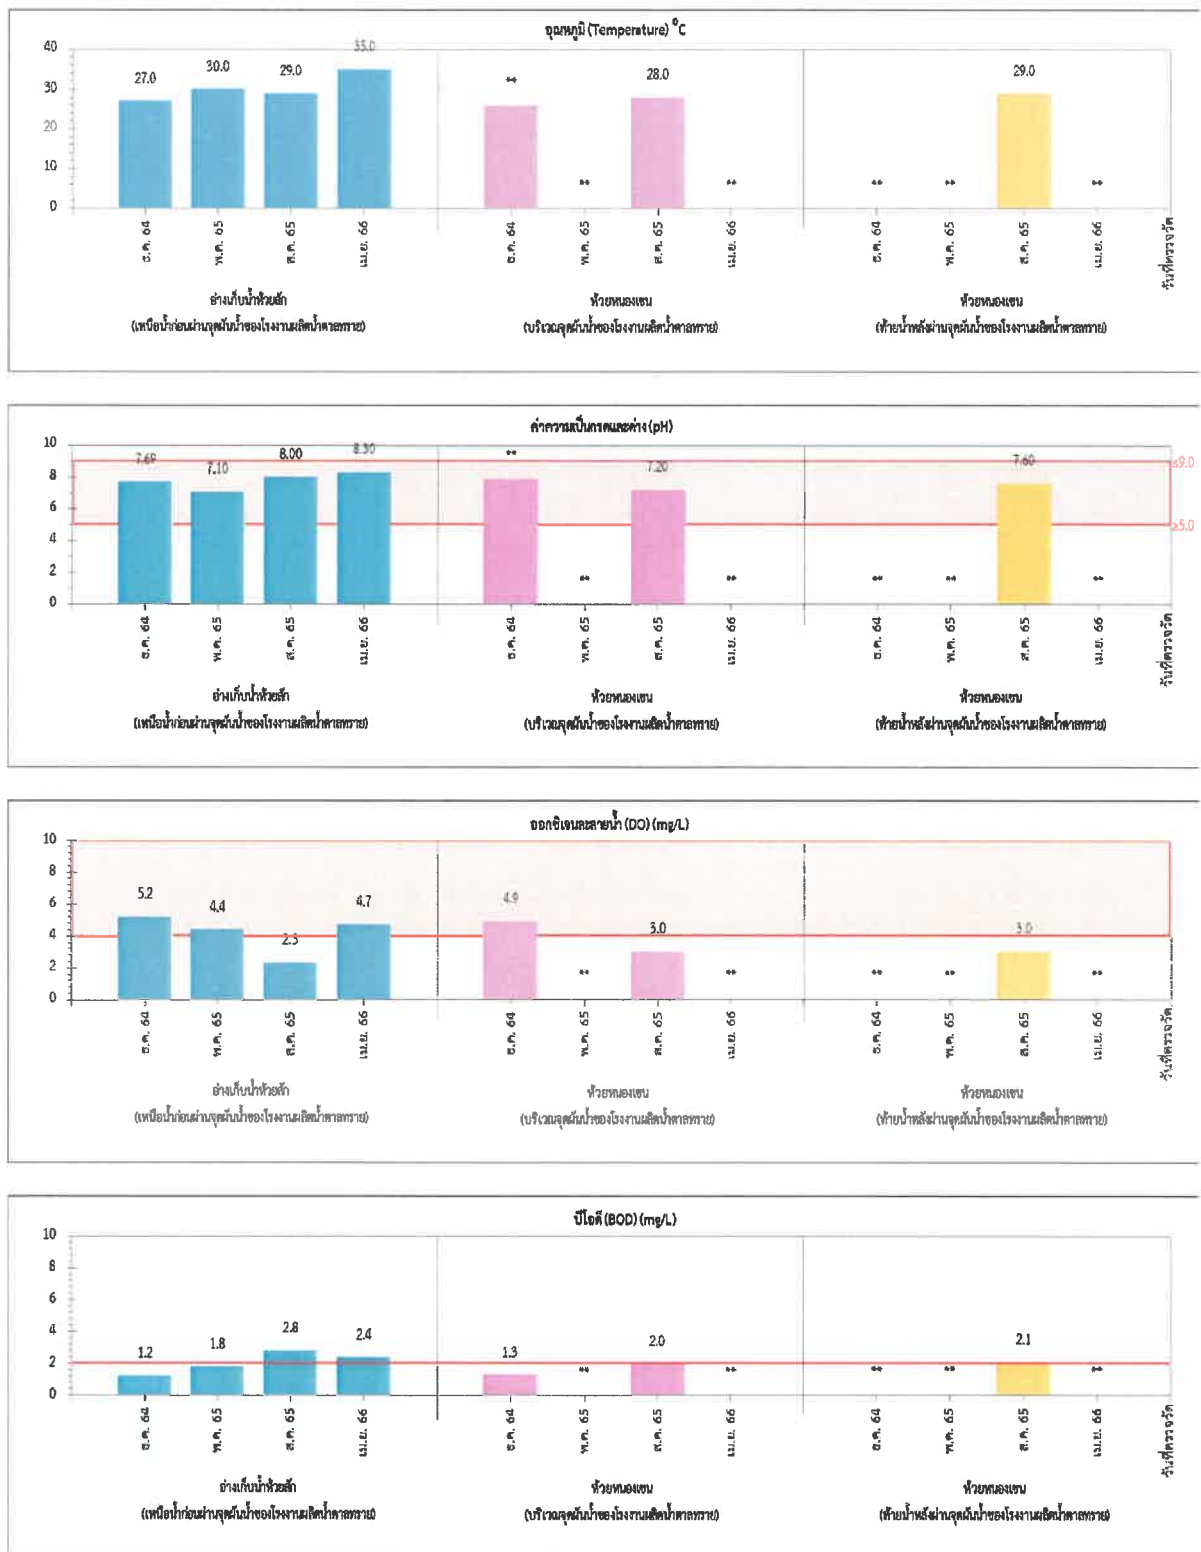 อุณหภูมิ (Temperature) °C
40
30
20
10
0
27.0 30.0 29.0 35.0 ** ** 28.0 ** ** ** 29.0 **
ธ.ค. 64 พ.ค. 65 ส.ค. 65 เม.ย. 66 ธ.ค. 64 พ.ค. 65 ส.ค. 65 เม.ย. 66 ธ.ค. 64 พ.ค. 65 ส.ค. 65 เม.ย. 66 วันที่ตรวจวัด
อ่างเก็บน้ำห้วยสัก ห้วยหนองเขน ห้วยหนองเขน
(เหนือน้ำก่อนผ่านจุดผันน้ำของโรงงานผลิตน้ำตาลทราย) (บริเวณจุดผันน้ำของโรงงานผลิตน้ำตาลทราย) (ท้ายน้ำหลังผ่านจุดผันน้ำของโรงงานผลิตน้ำตาลทราย)
ค่าความเป็นกรดและด่าง (pH)
10
8
6
4
2
0
7.69 7.10 8.00 8.30 ** ** 7.20 ** ** ** 7.60 **
≤9.0
≥5.0
ธ.ค. 64 พ.ค. 65 ส.ค. 65 เม.ย. 66 ธ.ค. 64 พ.ค. 65 ส.ค. 65 เม.ย. 66 ธ.ค. 64 พ.ค. 65 ส.ค. 65 เม.ย. 66 วันที่ตรวจวัด
อ่างเก็บน้ำห้วยสัก ห้วยหนองเขน ห้วยหนองเขน
(เหนือน้ำก่อนผ่านจุดผันน้ำของโรงงานผลิตน้ำตาลทราย) (บริเวณจุดผันน้ำของโรงงานผลิตน้ำตาลทราย) (ท้ายน้ำหลังผ่านจุดผันน้ำของโรงงานผลิตน้ำตาลทราย)
ออกซิเจนละลายน้ำ (DO) (mg/L)
10
8
6
4
2
0
5.2 4.4 2.3 4.7 4.9 ** 3.0 ** ** ** 3.0 **
ธ.ค. 64 พ.ค. 65 ส.ค. 65 เม.ย. 66 ธ.ค. 64 พ.ค. 65 ส.ค. 65 เม.ย. 66 ธ.ค. 64 พ.ค. 65 ส.ค. 65 เม.ย. 66 วันที่ตรวจวัด
อ่างเก็บน้ำห้วยสัก ห้วยหนองเขน ห้วยหนองเขน
(เหนือน้ำก่อนผ่านจุดผันน้ำของโรงงานผลิตน้ำตาลทราย) (บริเวณจุดผันน้ำของโรงงานผลิตน้ำตาลทราย) (ท้ายน้ำหลังผ่านจุดผันน้ำของโรงงานผลิตน้ำตาลทราย)
บีโอดี (BOD) (mg/L)
10
8
6
4
2
0
1.2 1.8 2.8 2.4 1.3 ** 2.0 ** ** ** 2.1 **
ธ.ค. 64 พ.ค. 65 ส.ค. 65 เม.ย. 66 ธ.ค. 64 พ.ค. 65 ส.ค. 65 เม.ย. 66 ธ.ค. 64 พ.ค. 65 ส.ค. 65 เม.ย. 66 วันที่ตรวจวัด
อ่างเก็บน้ำห้วยสัก ห้วยหนองเขน ห้วยหนองเขน
(เหนือน้ำก่อนผ่านจุดผันน้ำของโรงงานผลิตน้ำตาลทราย) (บริเวณจุดผันน้ำของโรงงานผลิตน้ำตาลทราย) (ท้ายน้ำหลังผ่านจุดผันน้ำของโรงงานผลิตน้ำตาลทราย)